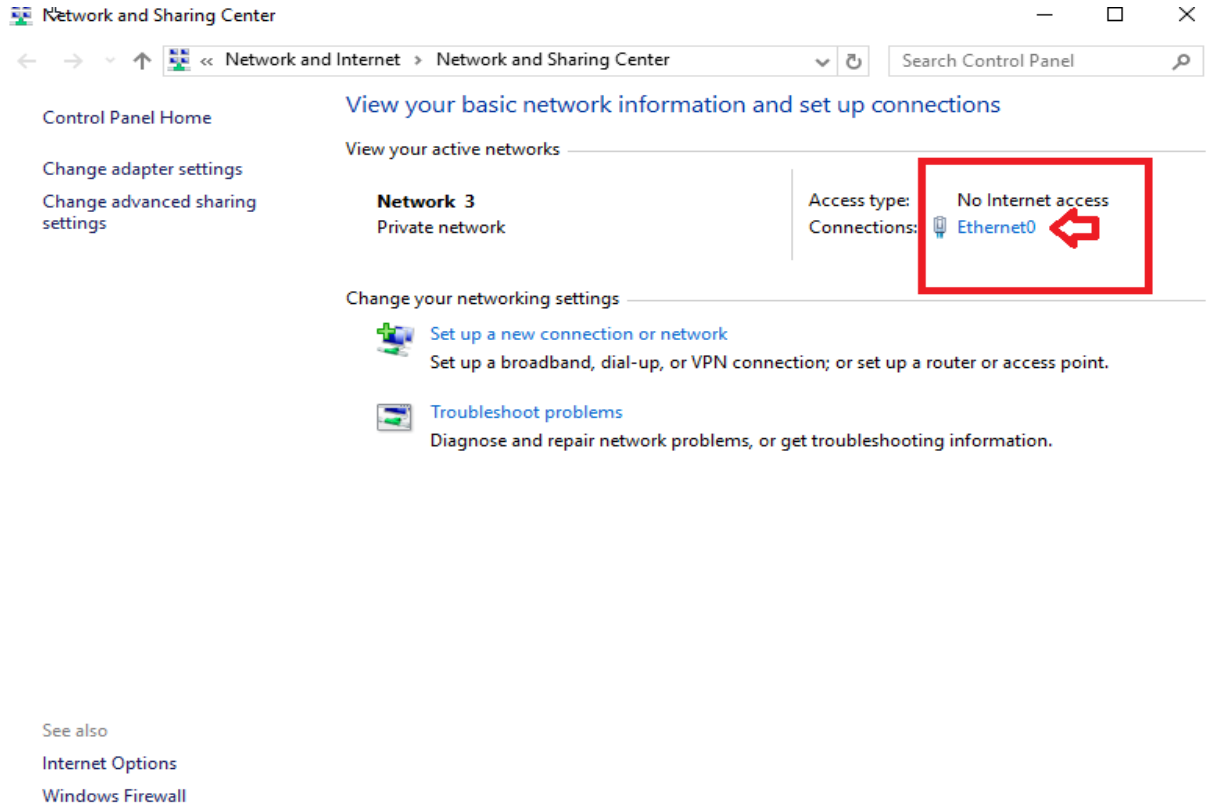 Network and Sharing Center
« Network and Internet › Network and Sharing Center
Search Control Panel
Control Panel Home
Change adapter settings
Change advanced sharing
settings
View your basic network information and set up connections
View your active networks
Network 3
Private network
Access type: No Internet access
Connections: Ethernet0
Change your networking settings
Set up a new connection or network
Set up a broadband, dial-up, or VPN connection; or set up a router or access point.
Troubleshoot problems
Diagnose and repair network problems, or get troubleshooting information.
See also
Internet Options
Windows Firewall